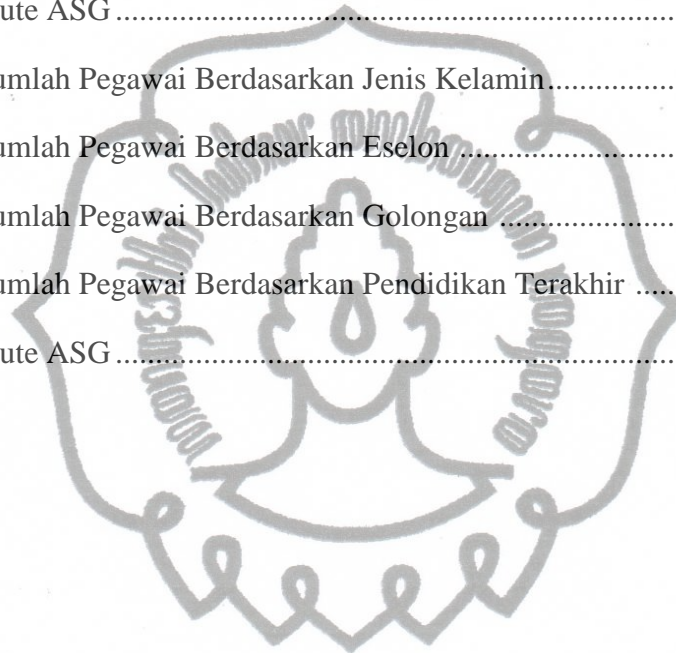 ute ASG ........................................................................
umlah Pegawai Berdasarkan Jenis Kelamin................
umlah Pegawai Berdasarkan Eselon ...........................
umlah Pegawai Berdasarkan Golongan ......................
umlah Pegawai Berdasarkan Pendidikan Terakhir .....
ute ASG ........................................................................